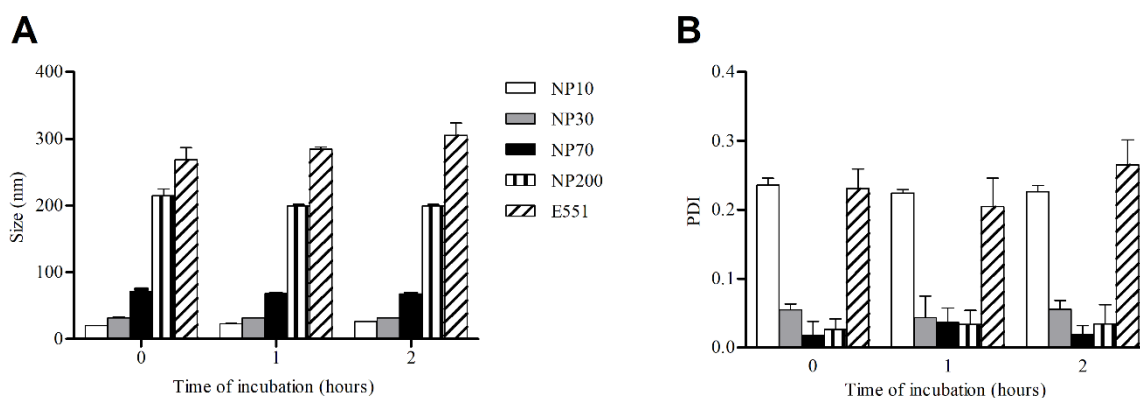 A
Size (nm)
400
300
200
100
0
0 1 2
Time of incubation (hours)
NP10
NP30
NP70
NP200
E551
B
PDI
0.4
0.3
0.2
0.1
0.0
0 1 2
Time of incubation (hours)